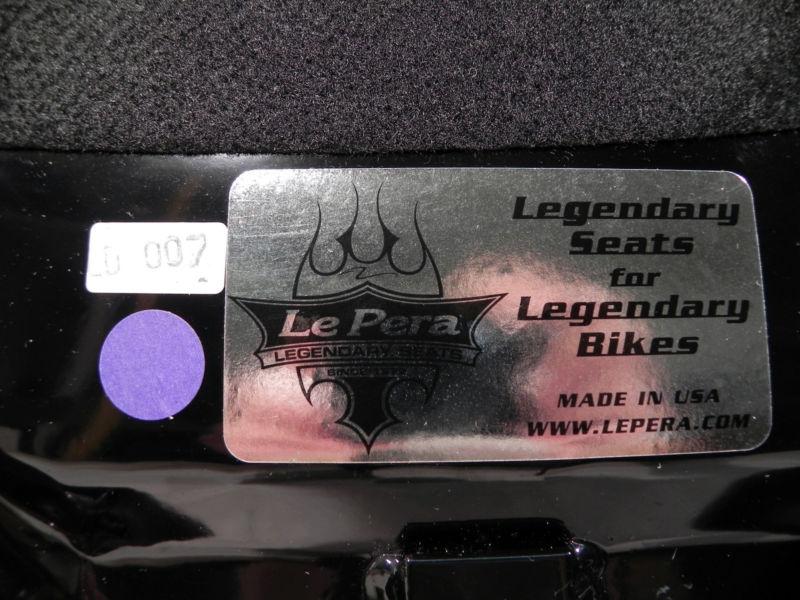 007
Le Pera
LEGENDARY SEATS
Legendary
Seats
for
Legendary
Bikes
MADE IN USA
WWW.LEPERA.COM